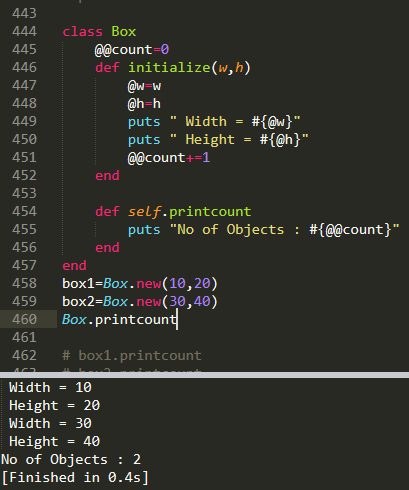 443
444 class Box
445 @@count=0
446 def initialize(w,h)
447 @w=w
448 @h=h
449 puts " Width = #{@w}"
450 puts " Height = #{@h}"
451 @@count+=1
452 end
453
454 def self.printcount
455 puts "No of Objects : #{@@count}"
456 end
457 end
458 box1=Box.new(10,20)
459 box2=Box.new(30,40)
460 Box.printcount
461
462 # box1.printcount
463 # box2.printcount
Width = 10
Height = 20
Width = 30
Height = 40
No of Objects : 2
[Finished in 0.4s]